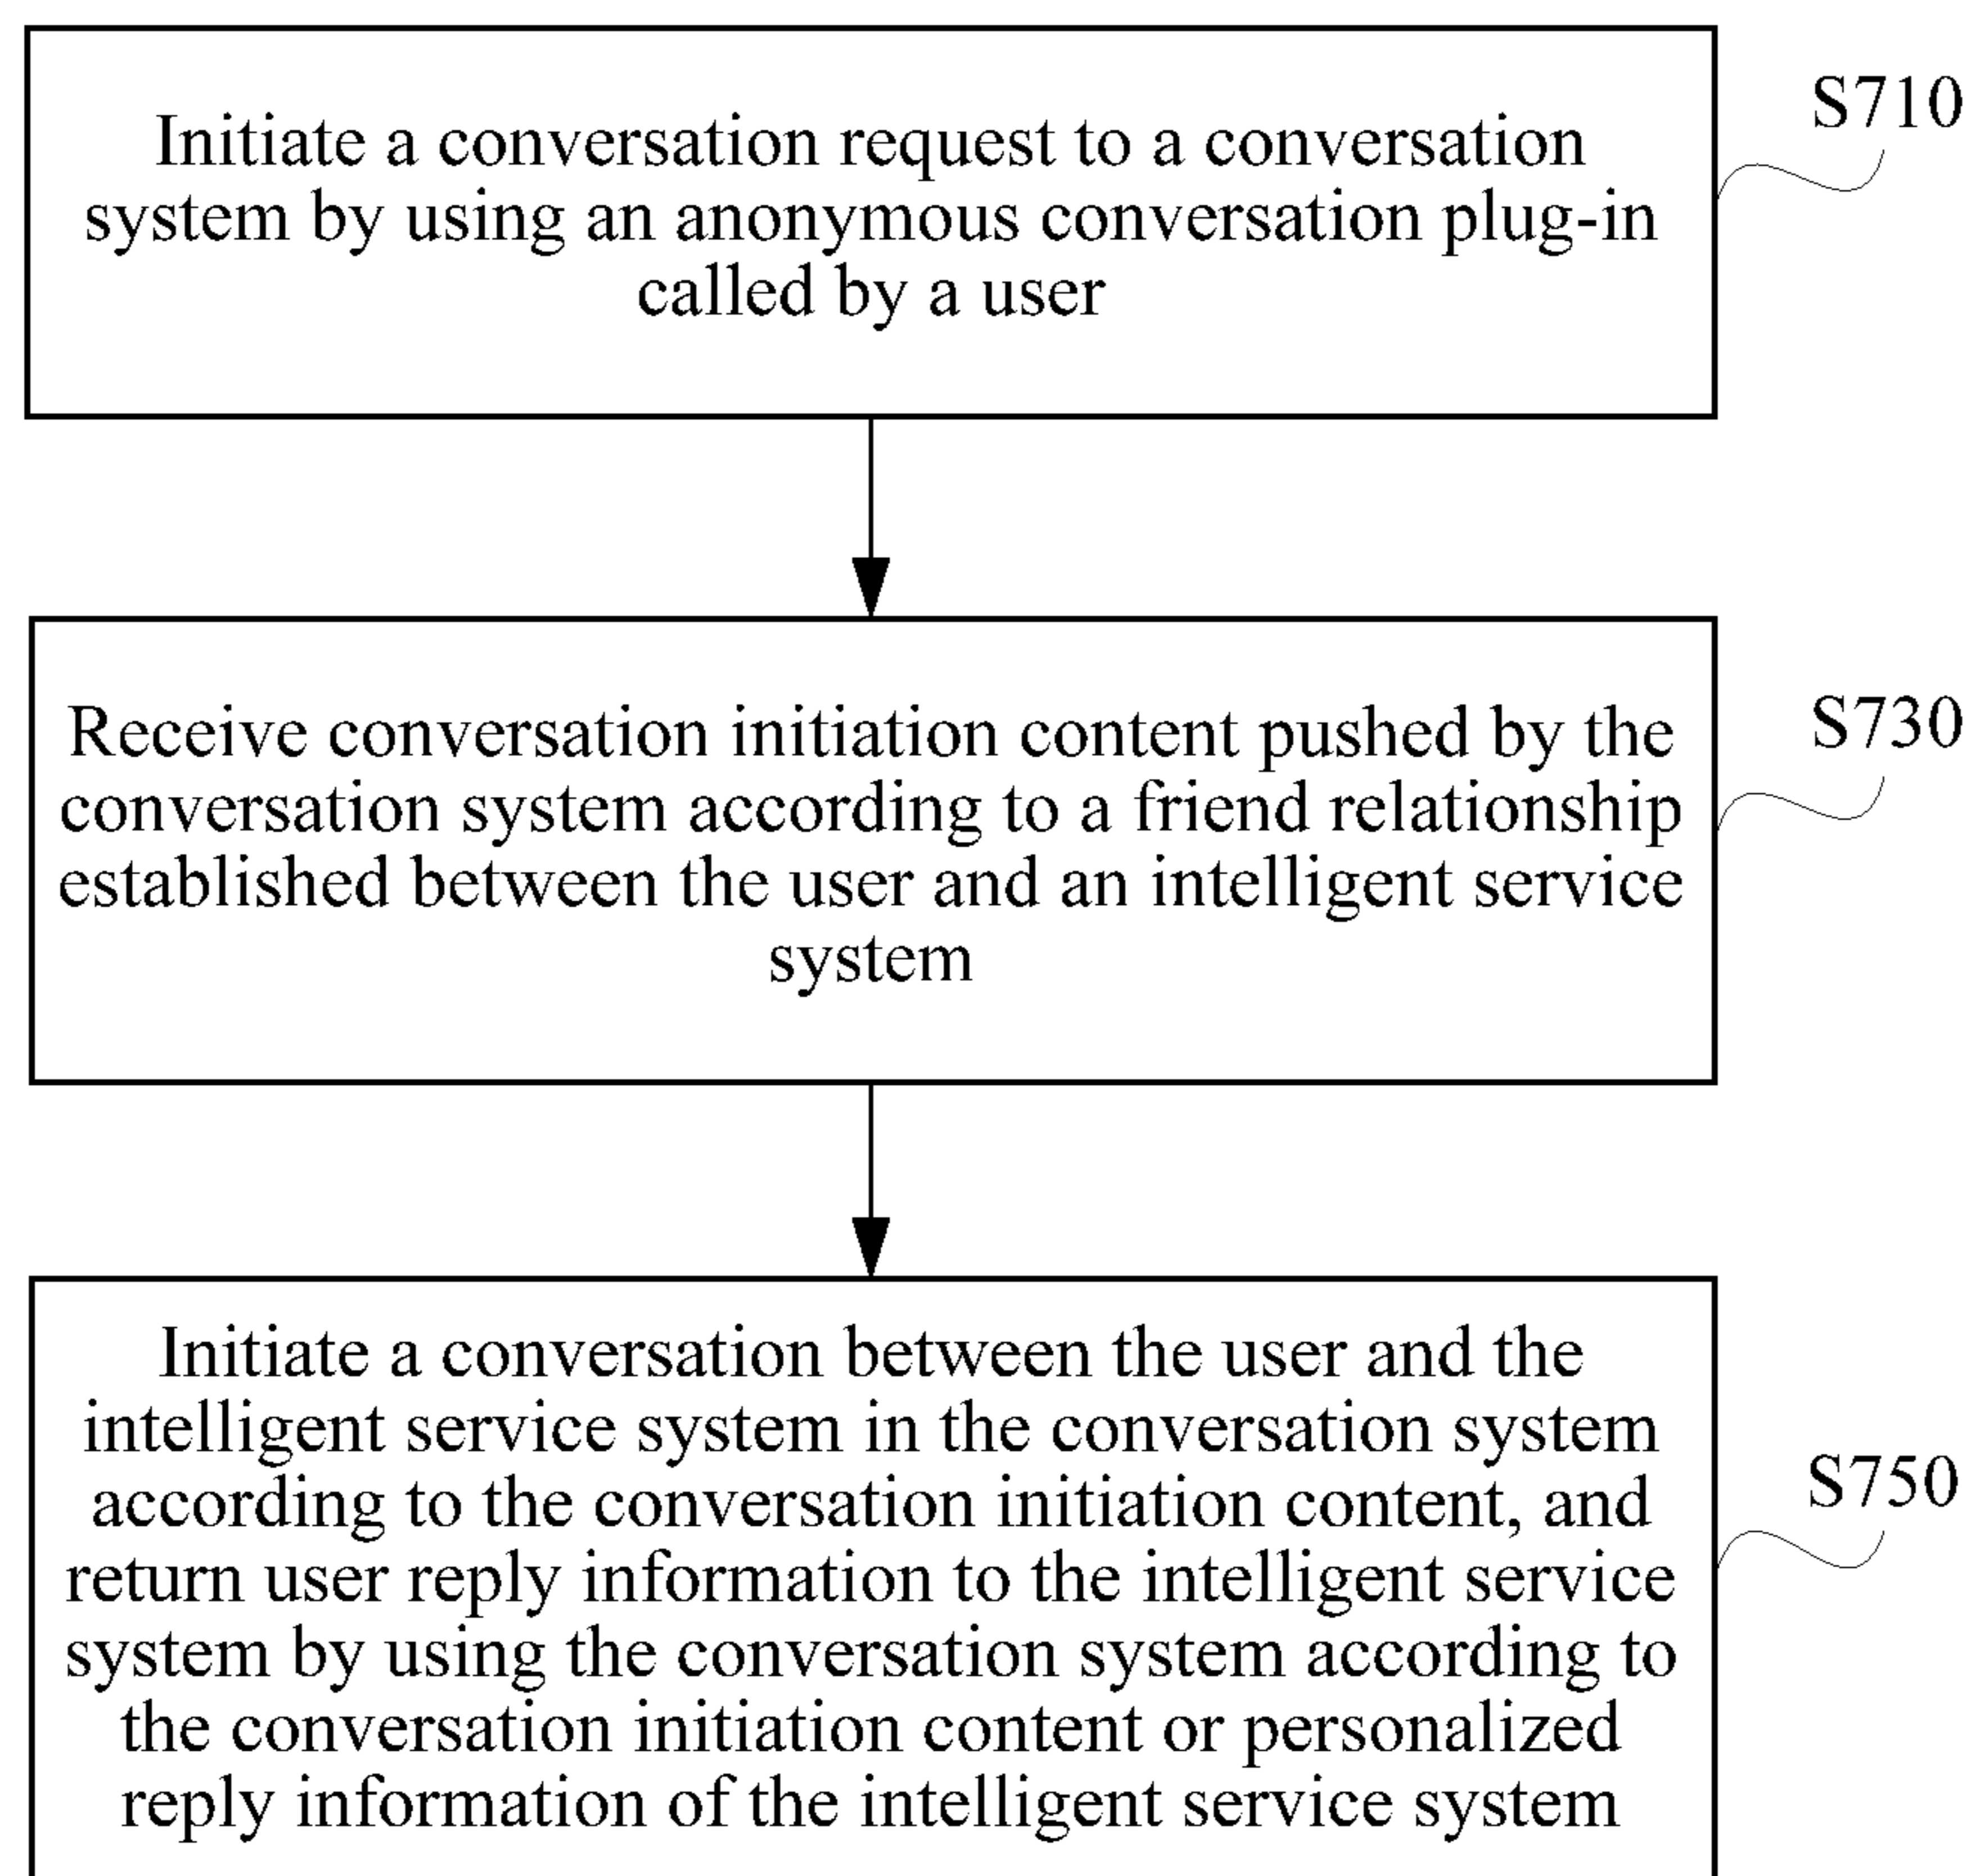 Initiate a conversation request to a conversation
system by using an anonymous conversation plug-in
called by a user
S710
Receive conversation initiation content pushed by the
conversation system according to a friend relationship
established between the user and an intelligent service
system
S730
Initiate a conversation between the user and the
intelligent service system in the conversation system
according to the conversation initiation content, and
return user reply information to the intelligent service
system by using the conversation system according to
the conversation initiation content or personalized
reply information of the intelligent service system
S750